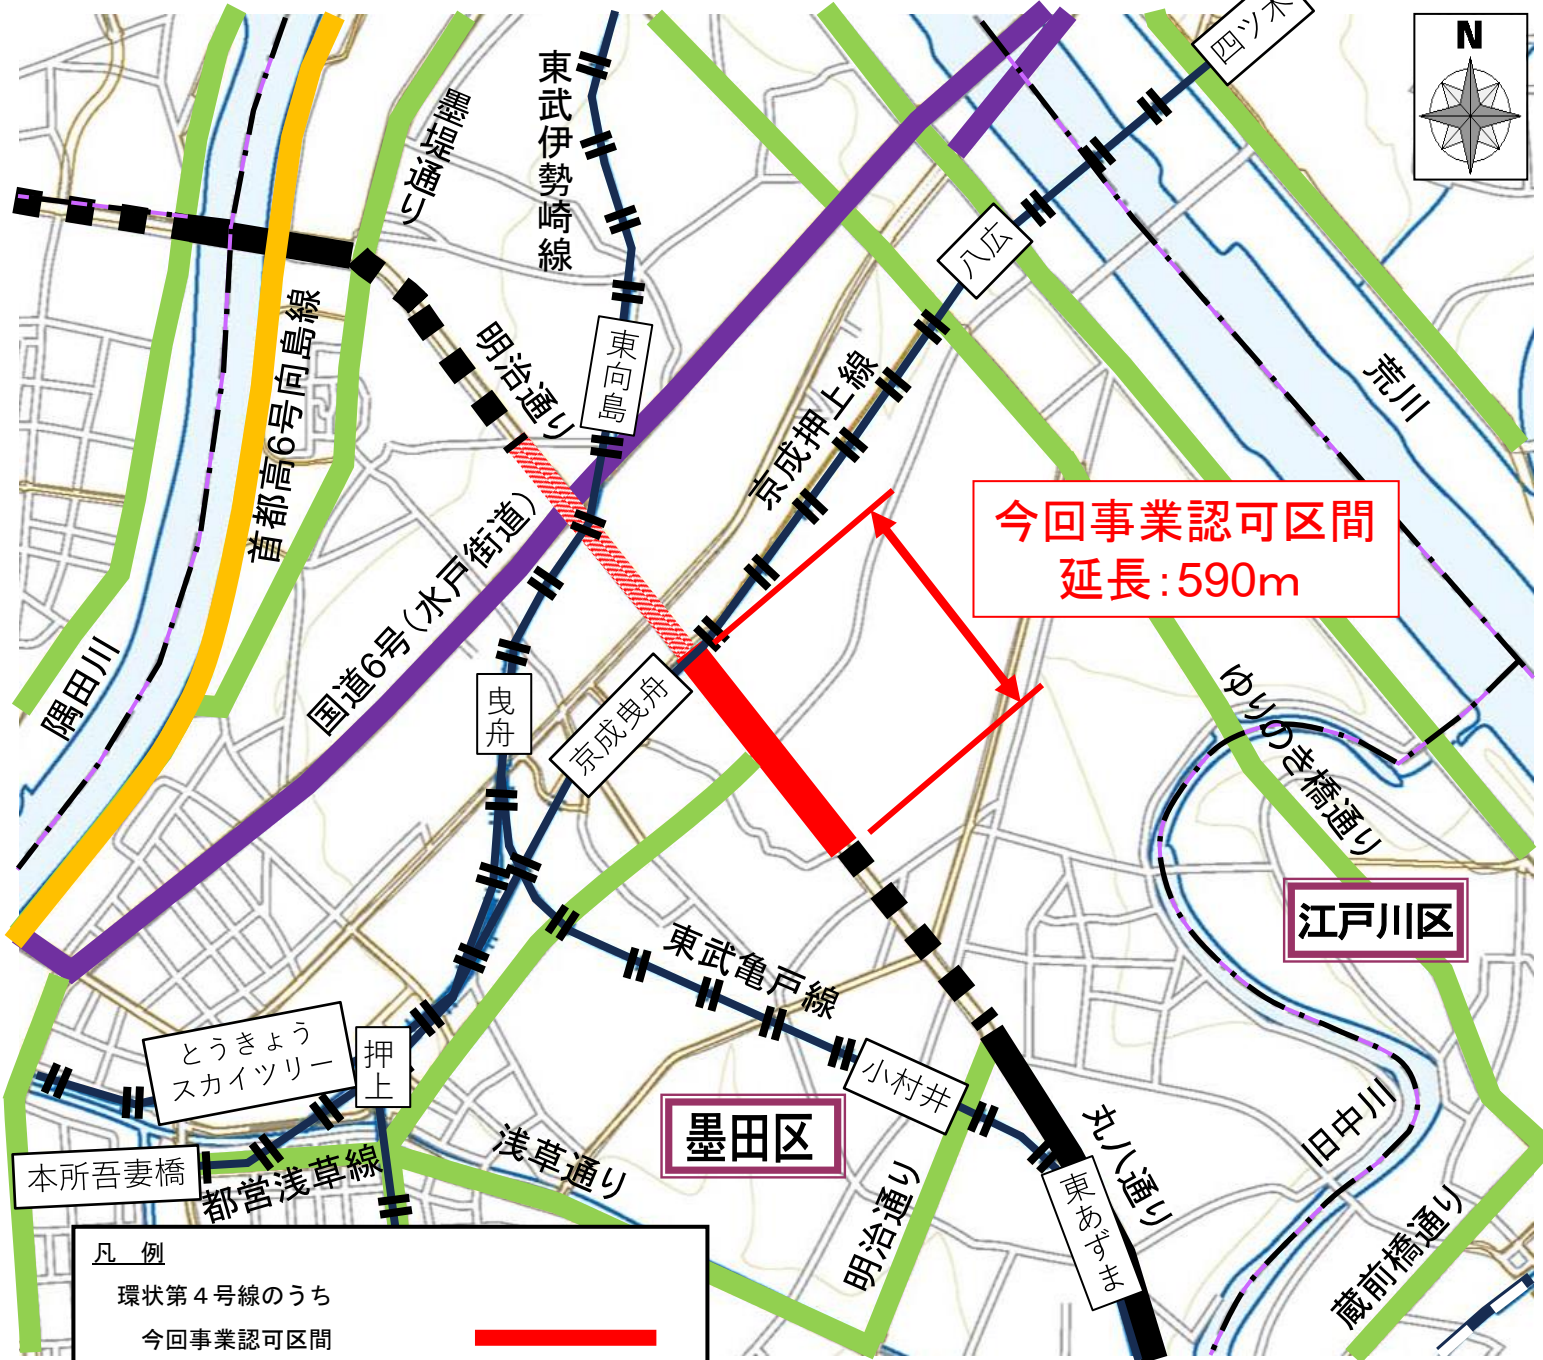 四ツ木
N
東武伊勢崎線
墨堤通り
八広
首都高6号向島線
明治通り
東向島
京成押上線
荒川
今回事業認可区間
延長:590m
国道6号(水戸街道)
隅田川
曳舟
京成曳舟
ゆりのき橋通り
江戸川区
東武亀戸線
とうきょう
スカイツリー
押上
小村井
墨田区
本所吾妻橋
都営浅草線
浅草通り
明治通り
丸八通り
東あずま
旧中川
蔵前橋通り
凡 例
環状第4号線のうち
今回事業認可区間